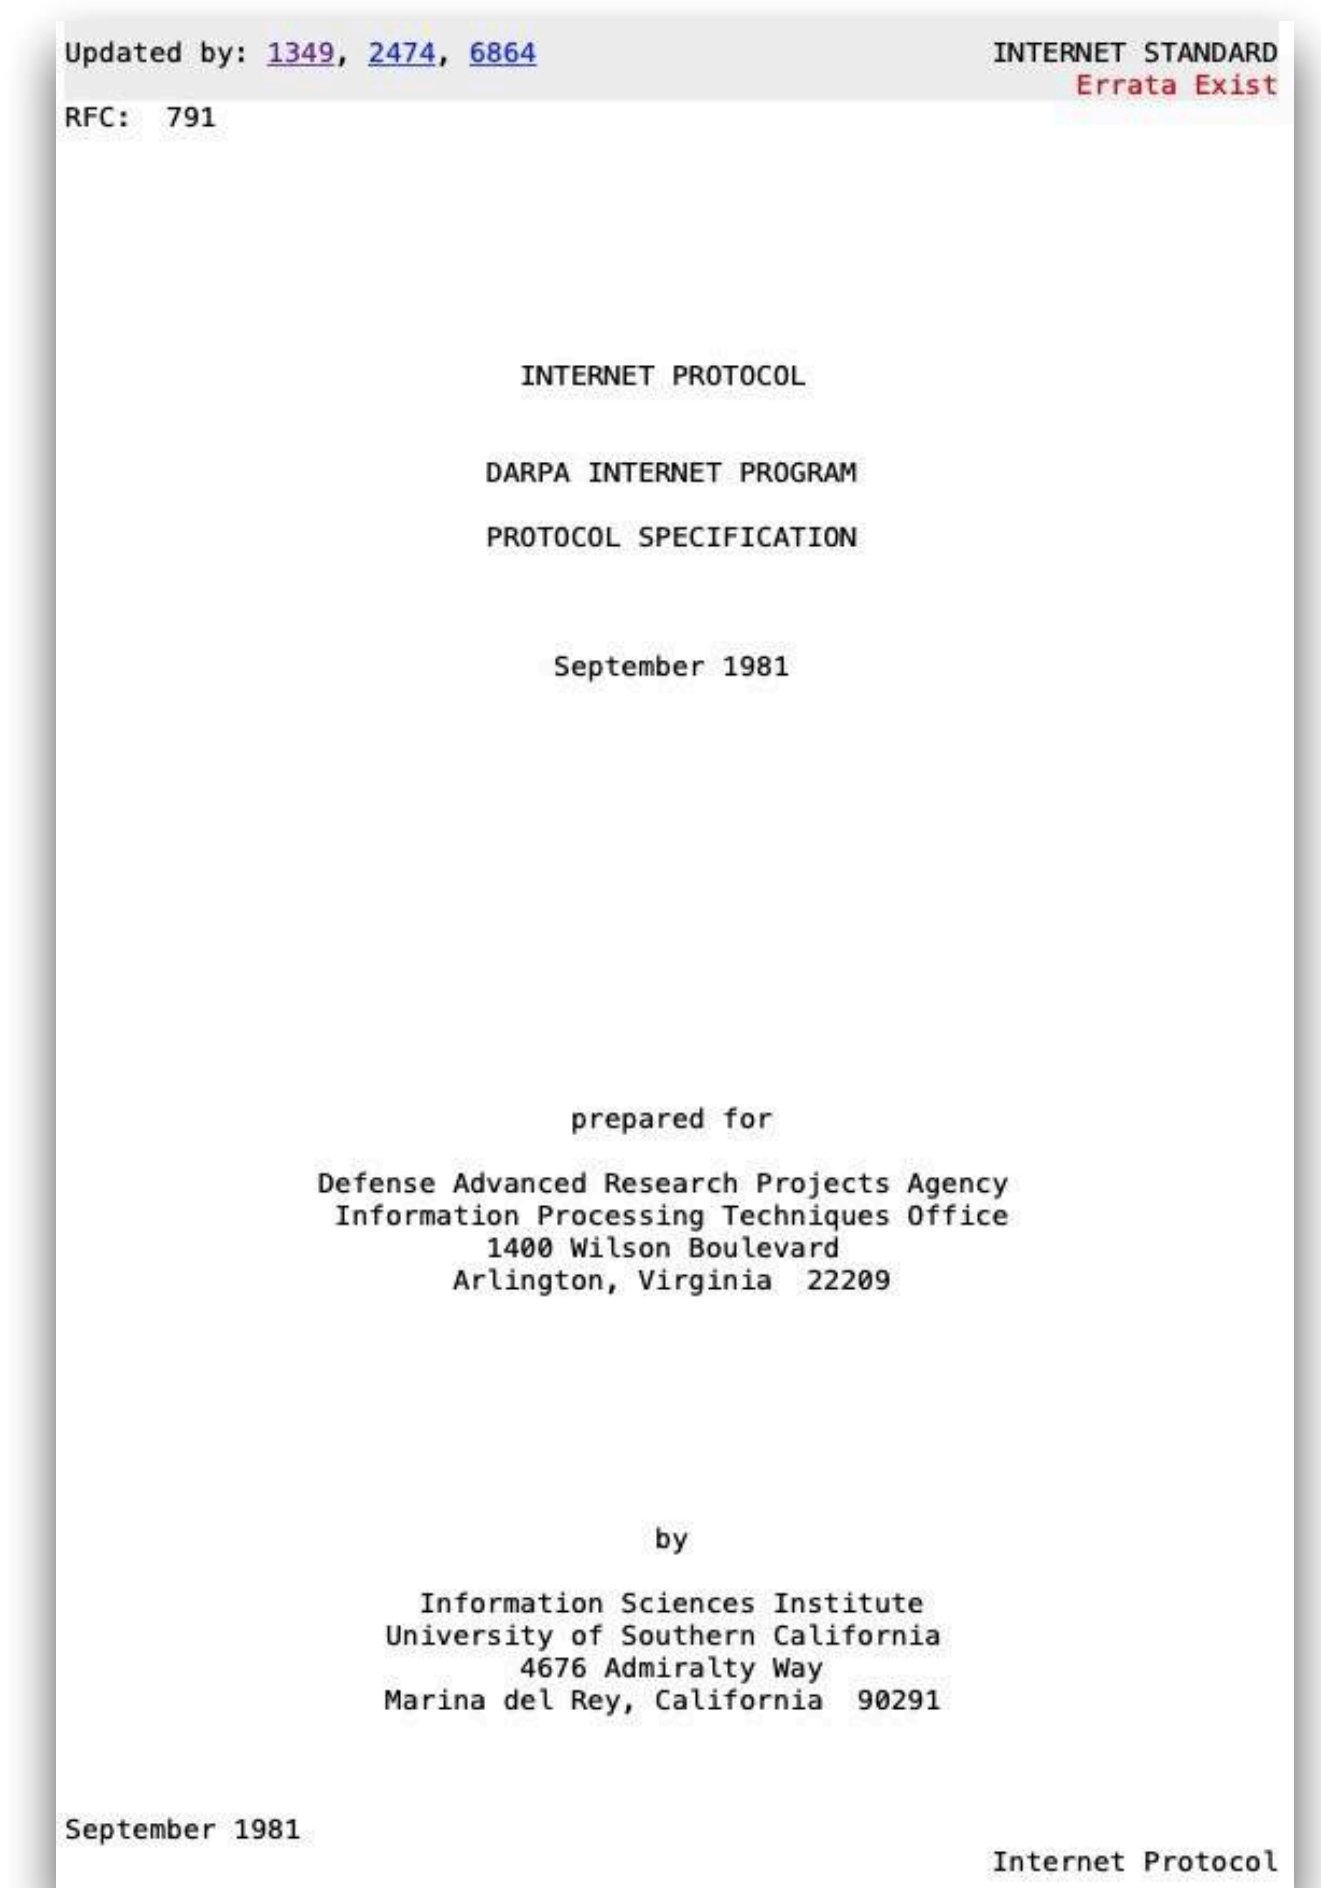 Updated by: 1349, 2474, 6864 INTERNET STANDARD
Errata Exist
RFC: 791
INTERNET PROTOCOL
DARPA INTERNET PROGRAM
PROTOCOL SPECIFICATION
September 1981
prepared for
Defense Advanced Research Projects Agency
Information Processing Techniques Office
1400 Wilson Boulevard
Arlington, Virginia 22209
by
Information Sciences Institute
University of Southern California
4676 Admiralty Way
Marina del Rey, California 90291
September 1981
Internet Protocol